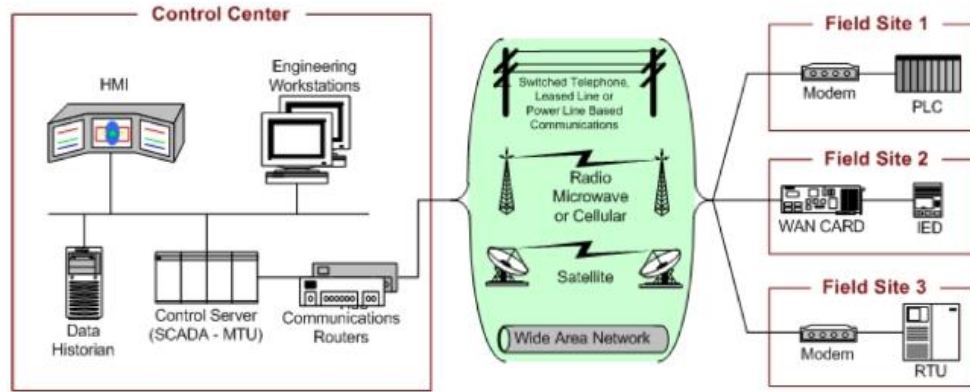 Control Center
HMI
Engineering
Workstations
Data
Historian
Control Server
(SCADA - MTU)
Communications
Routers
Switched Telephone,
Leased Line or
Power Line Based
Communications
Radio
Microwave
or Cellular
Satellite
Wide Area Network
Field Site 1
Modem
PLC
Field Site 2
WAN CARD
IED
Field Site 3
Modem
RTU